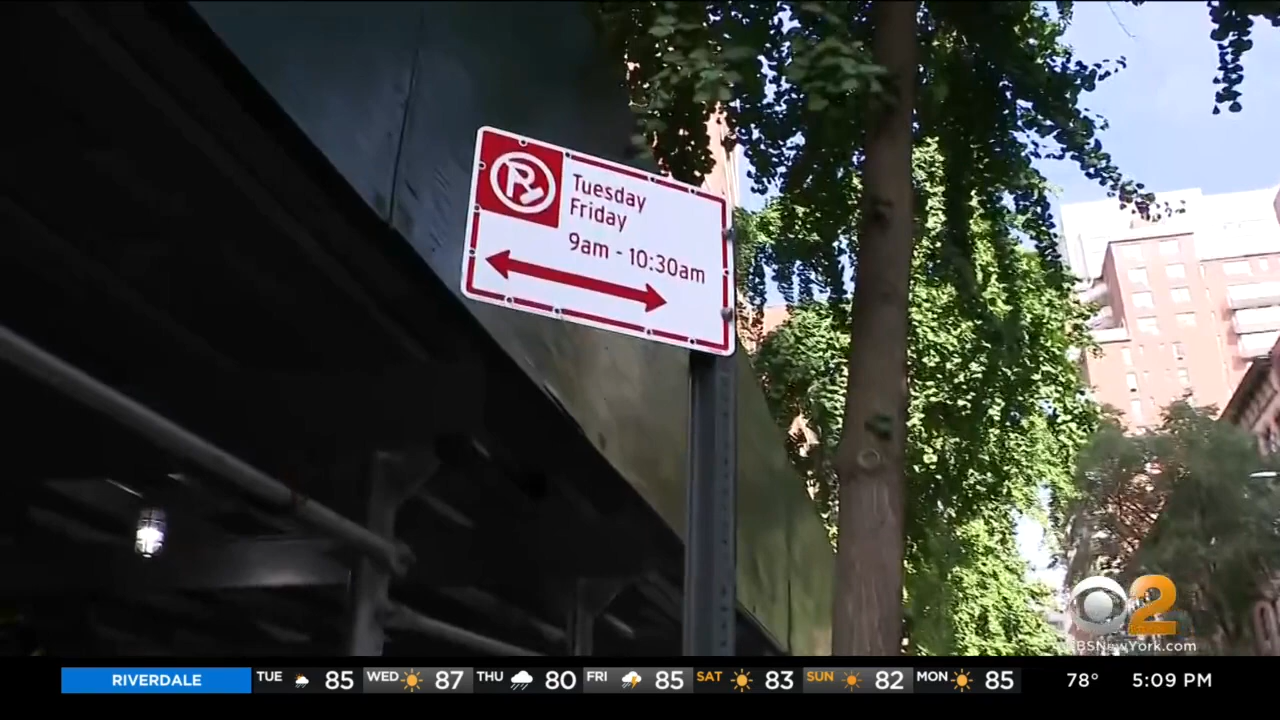 P
Tuesday
Friday
9am - 10:30am
2
CBSNewYork.com
RIVERDALE TUE 85 WED 87 THU 80 FRI 85 SAT 83 SUN 82 MON 85 78° 5:09 PM